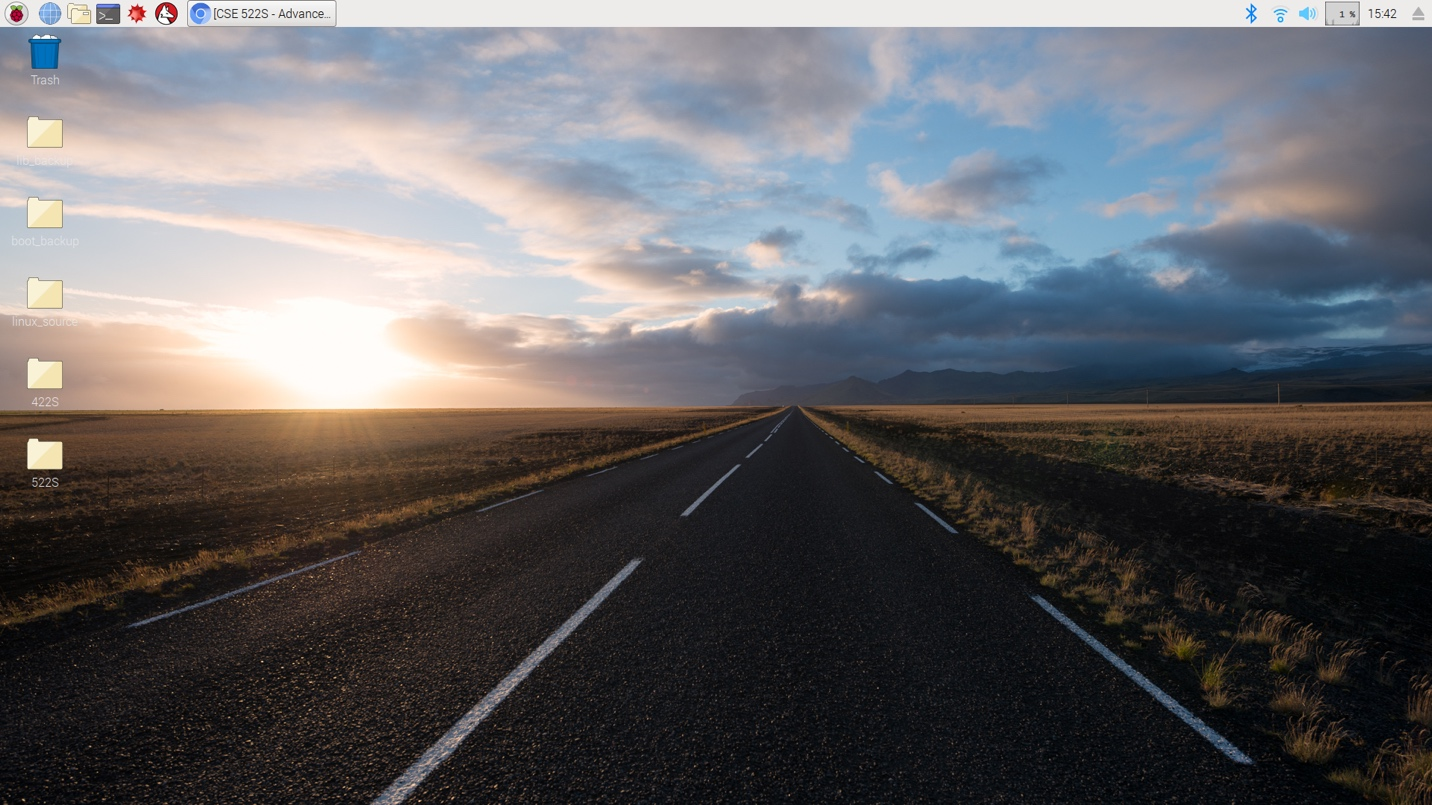 [CSE 522S - Advance...
1 %
15:42
Trash
lib_backup
boot_backup
linux_source
422S
522S